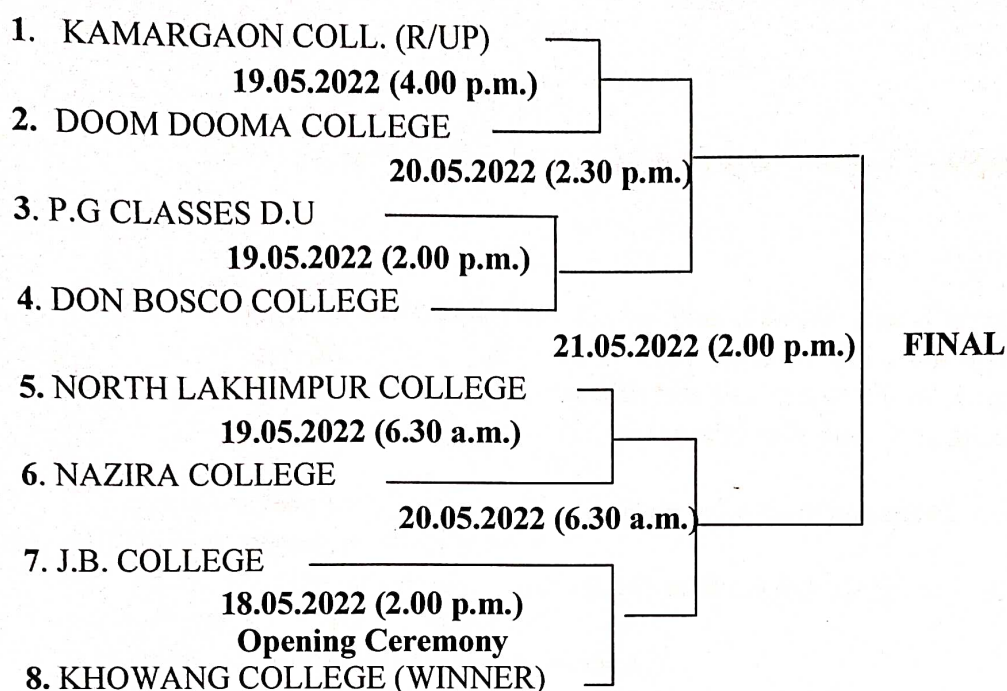 1. KAMARGAON COLL. (R/UP)
19.05.2022 (4.00 p.m.)
2. DOOM DOOMA COLLEGE
20.05.2022 (2.30 p.m.)
3. P.G CLASSES D.U
19.05.2022 (2.00 p.m.)
4. DON BOSCO COLLEGE
21.05.2022 (2.00 p.m.) FINAL
5. NORTH LAKHIMPUR COLLEGE
19.05.2022 (6.30 a.m.)
6. NAZIRA COLLEGE
20.05.2022 (6.30 a.m.)
7. J.B. COLLEGE
18.05.2022 (2.00 p.m.)
Opening Ceremony
8. KHOWANG COLLEGE (WINNER)